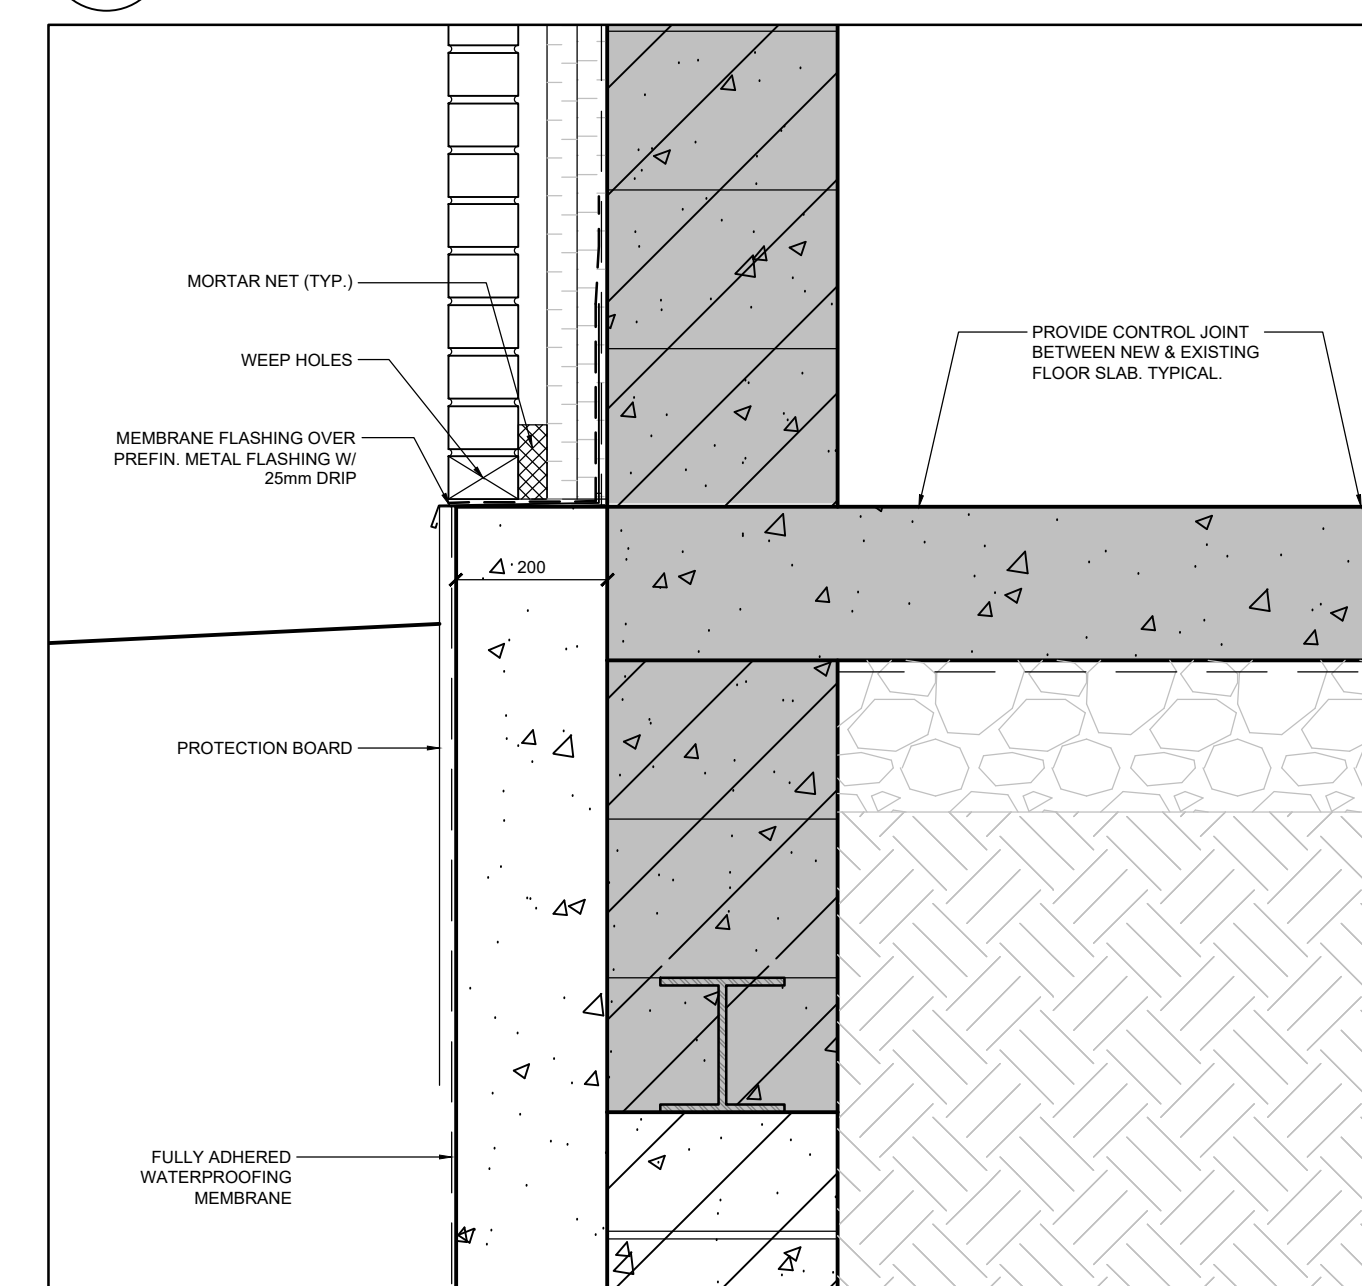 MORTAR NET (TYP.)
WEEP HOLES
MEMBRANE FLASHING OVER
PREFIN. METAL FLASHING W/
25mm DRIP
PROVIDE CONTROL JOINT
BETWEEN NEW & EXISTING
FLOOR SLAB. TYPICAL.
200
PROTECTION BOARD
FULLY ADHERED
WATERPROOFING
MEMBRANE